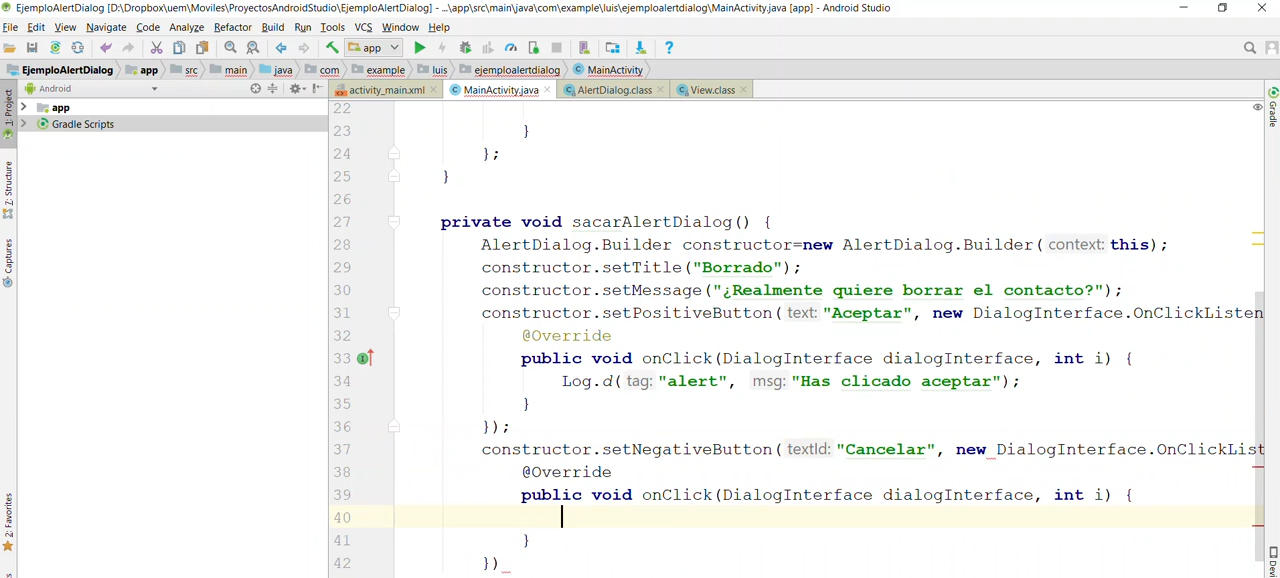 EjemploAlertDialog [D:\Dropbox\uem\Moviles\ProyectosAndroidStudio\EjemploAlertDialog] - ...\app\src\main\java\com\example\luis\ejemploalertdialog\MainActivity.java [app] - Android Studio
File Edit View Navigate Code Analyze Refactor Build Run Tools VCS Window Help
app
EjemploAlertDialog app src main java com example luis ejemploalertdialog MainActivity
1: Project
Z: Structure
Captures
2: Favorites
Android
app
Gradle Scripts
activity_main.xml MainActivity.java AlertDialog.class View.class
Gradle
22
23 }
24 };
25 }
26
27 private void sacarAlertDialog() {
28 AlertDialog.Builder constructor=new AlertDialog.Builder( context: this);
29 constructor.setTitle("Borrado");
30 constructor.setMessage("¿Realmente quiere borrar el contacto?");
31 constructor.setPositiveButton( text: "Aceptar", new DialogInterface.OnClickListen
32 @Override
33 public void onClick(DialogInterface dialogInterface, int i) {
34 Log.d( tag: "alert", msg: "Has clicado aceptar");
35 }
36 });
37 constructor.setNegativeButton( textId: "Cancelar", new DialogInterface.OnClickList
38 @Override
39 public void onClick(DialogInterface dialogInterface, int i) {
40
41 }
42 })